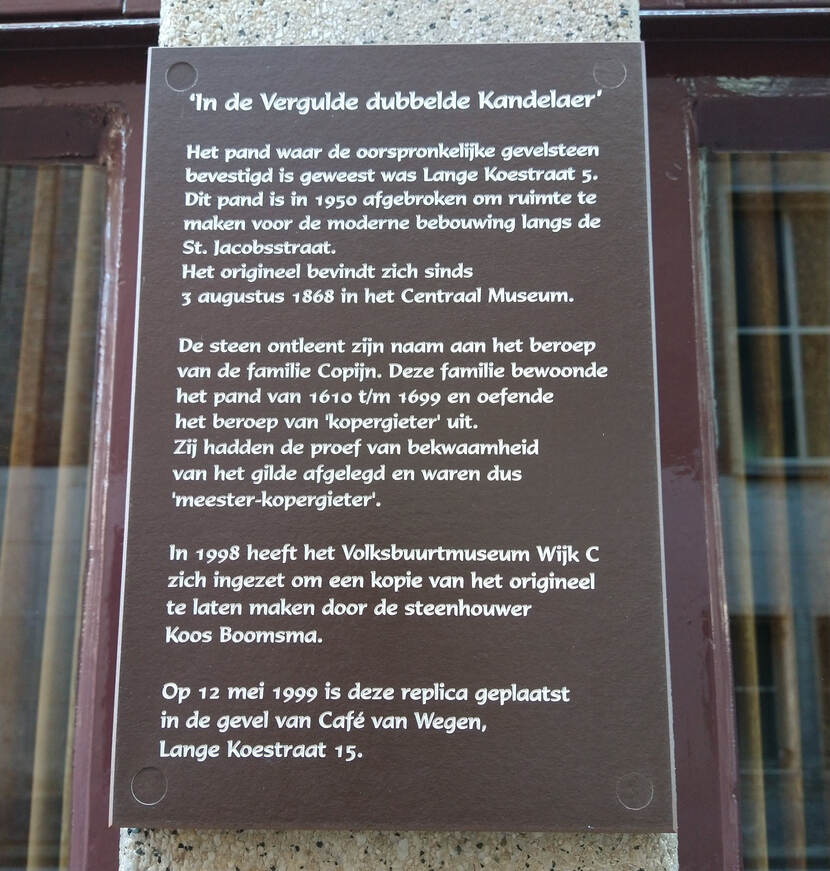 ‘In de Vergulde dubbelde Kandelaer’
Het pand waar de oorspronkelijke gevelsteen
bevestigd is geweest was Lange Koestraat 5.
Dit pand is in 1950 afgebroken om ruimte te
maken voor de moderne bebouwing langs de
St. Jacobsstraat.
Het origineel bevindt zich sinds
3 augustus 1868 in het Centraal Museum.
De steen ontleent zijn naam aan het beroep
van de familie Copijn. Deze familie bewoonde
het pand van 1610 t/m 1699 en oefende
het beroep van 'kopergieter' uit.
Zij hadden de proef van bekwaamheid
van het gilde afgelegd en waren dus
'meester-kopergieter'.
In 1998 heeft het Volksbuurtmuseum Wijk C
zich ingezet om een kopie van het origineel
te laten maken door de steenhouwer
Koos Boomsma.
Op 12 mei 1999 is deze replica geplaatst
in de gevel van Café van Wegen,
Lange Koestraat 15.